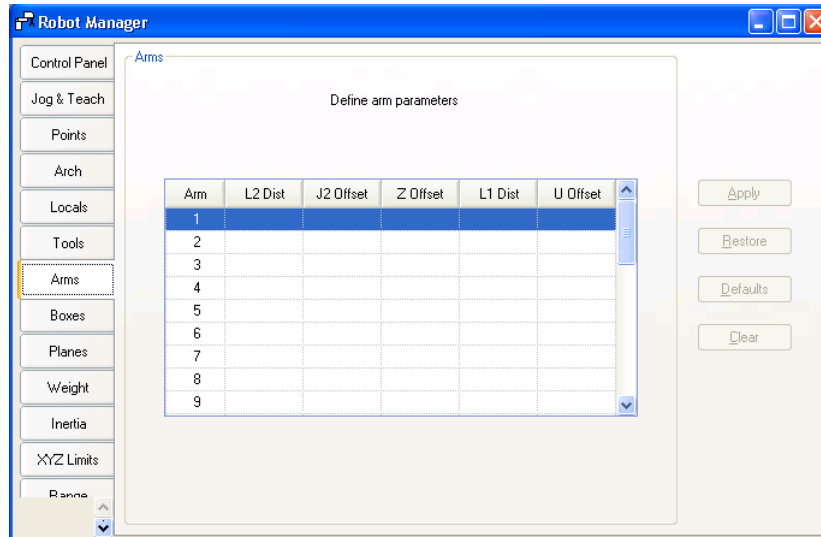 Robot Manager
Control Panel
Jog & Teach
Points
Arch
Locals
Tools
Arms
Boxes
Planes
Weight
Inertia
XYZ Limits
Range
Arms
Define arm parameters
Arm L2 Dist J2 Offset Z Offset L1 Dist U Offset
1
2
3
4
5
6
7
8
9
Apply
Restore
Defaults
Clear